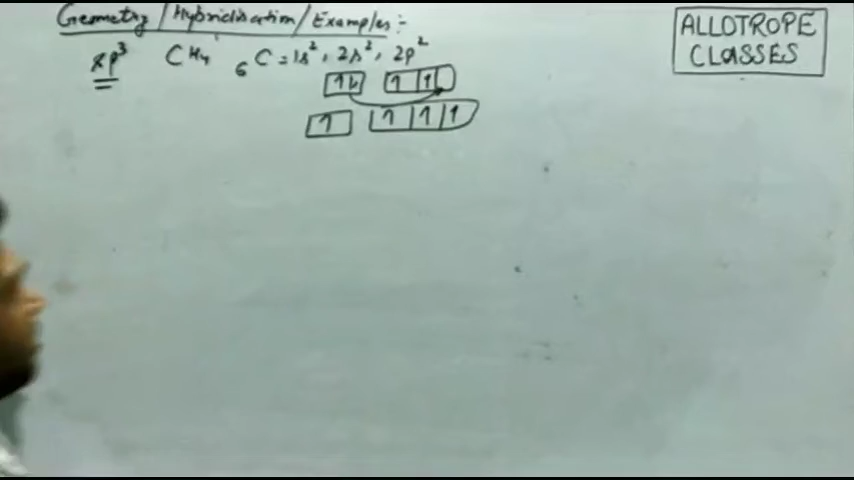 Geometry / Hybridisation / Examples :-
sp³ CH₄ ₆C = 1s², 2s², 2p²
↑↓ ↑ ↑
↑ ↑ ↑ ↑
ALLOTROPE
CLASSES